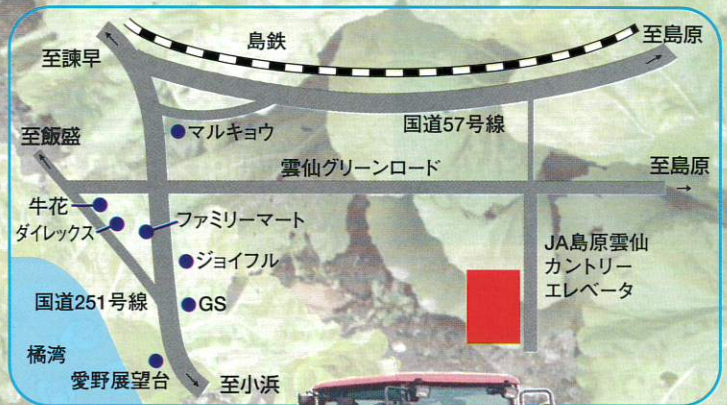 島鉄
至島原
至諫早
国道57号線
マルキョウ
至飯盛
雲仙グリーンロード
至島原
牛花
ダイレックス
ファミリーマート
ジョイフル
JA島原雲仙
カントリー
エレベータ
国道251号線
GS
橘湾
愛野展望台
至小浜